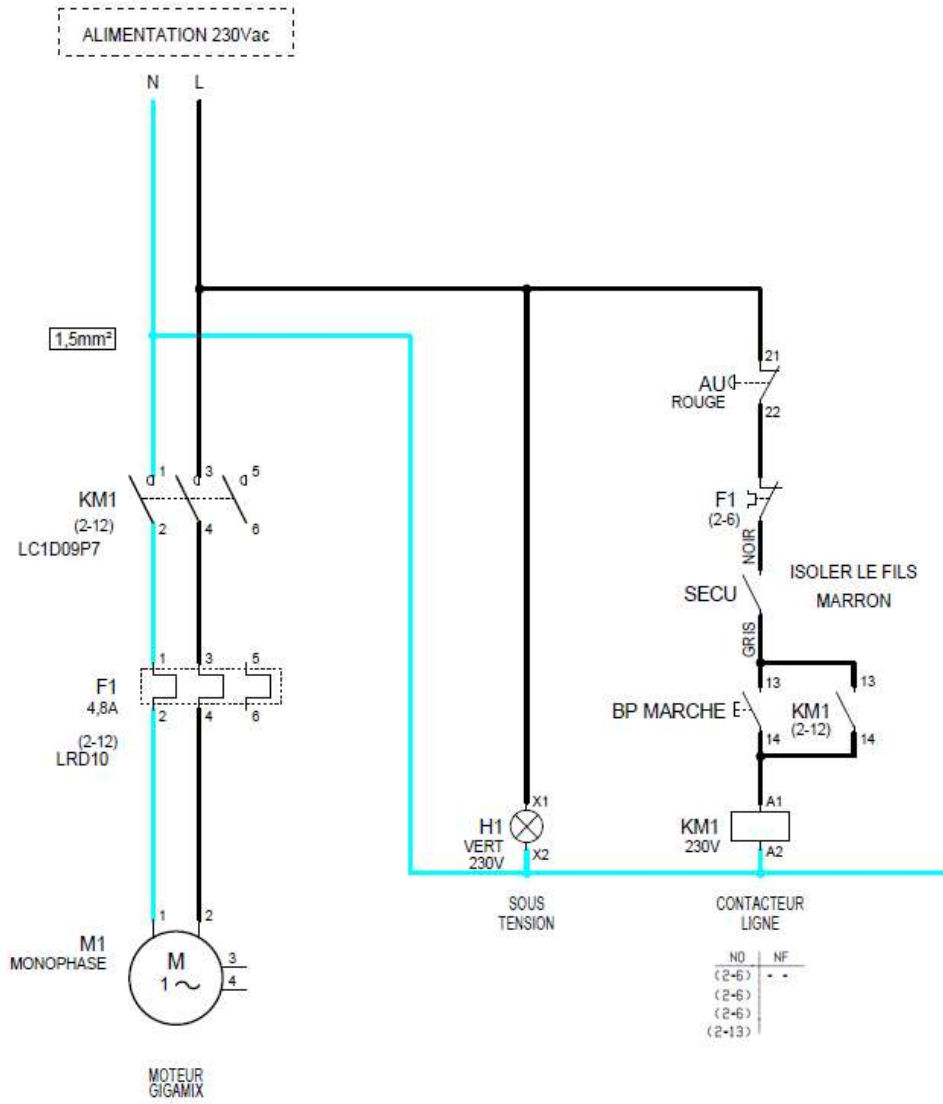 ALIMENTATION 230Vac
N L
1,5mm²
21
AU
ROUGE
22
1 3 5
KM1
(2-12)
2 4 6
LC1D09P7
F1
(2-6)
NOIR
SECU
ISOLER LE FILS
MARRON
GRIS
1 3 5
F1
4,8A
2 4 6
(2-12)
LRD10
13 13
BP MARCHE
KM1
(2-12)
14 14
X1
H1
VERT
230V
X2
A1
KM1
230V
A2
SOUS
TENSION
CONTACTEUR
LIGNE
1 2
M1
MONOPHASE
M
1 ~
3
4
NO NF
(2-6) - -
(2-6)
(2-6)
(2-13)
MOTEUR
GIGAMIX